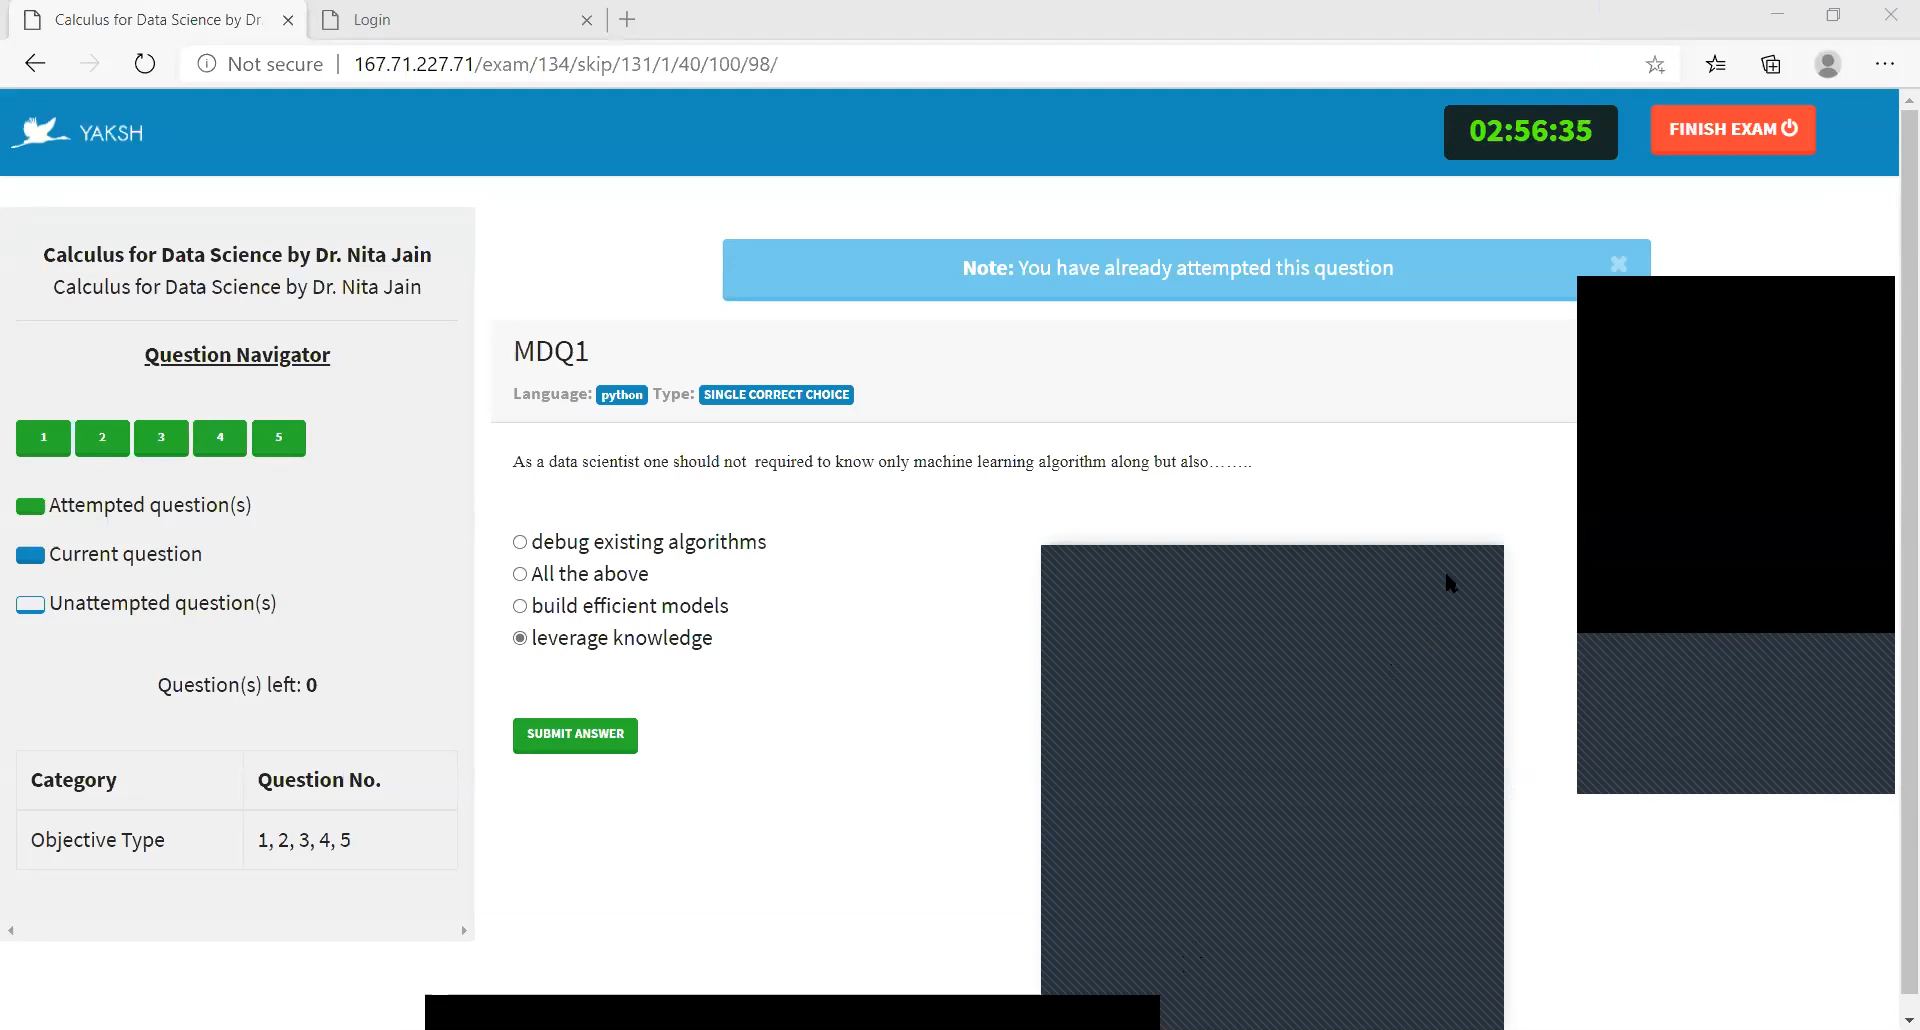 Calculus for Data Science by Dr.
Login
Not secure
167.71.227.71/exam/134/skip/131/1/40/100/98/
YAKSH
02:56:35
FINISH EXAM
Calculus for Data Science by Dr. Nita Jain
Calculus for Data Science by Dr. Nita Jain
Question Navigator
1 2 3 4 5
Attempted question(s)
Current question
Unattempted question(s)
Question(s) left: 0
Category Question No.
Objective Type 1, 2, 3, 4, 5
Note: You have already attempted this question
MDQ1
Language: python Type: SINGLE CORRECT CHOICE
As a data scientist one should not required to know only machine learning algorithm along but also……..
debug existing algorithms
All the above
build efficient models
leverage knowledge
SUBMIT ANSWER